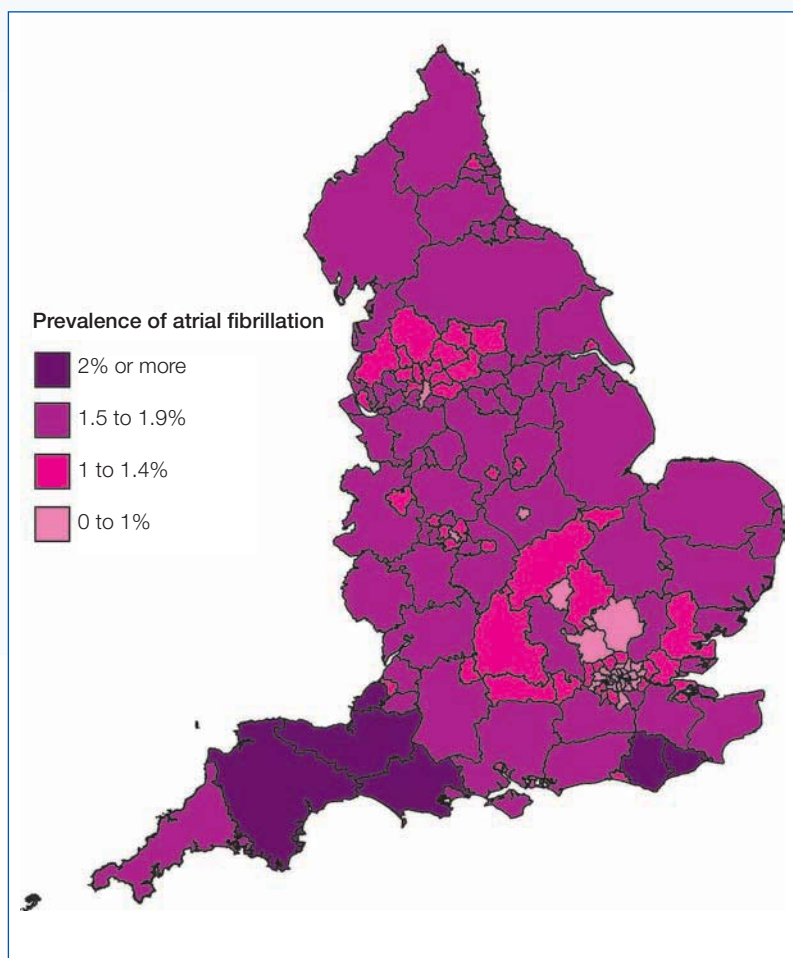 Prevalence of atrial fibrillation
2% or more
1.5 to 1.9%
1 to 1.4%
0 to 1%